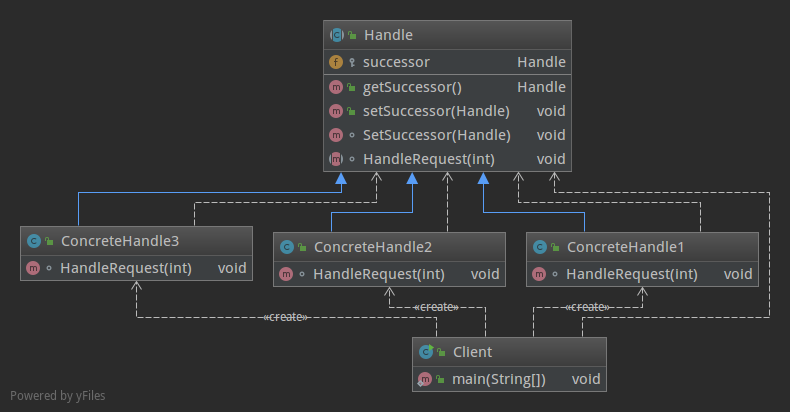 Handle
successor Handle
getSuccessor() Handle
setSuccessor(Handle) void
SetSuccessor(Handle) void
HandleRequest(int) void
ConcreteHandle3
HandleRequest(int) void
ConcreteHandle2
HandleRequest(int) void
ConcreteHandle1
HandleRequest(int) void
«create»
«create»
«create»
Client
main(String[]) void
Powered by yFiles